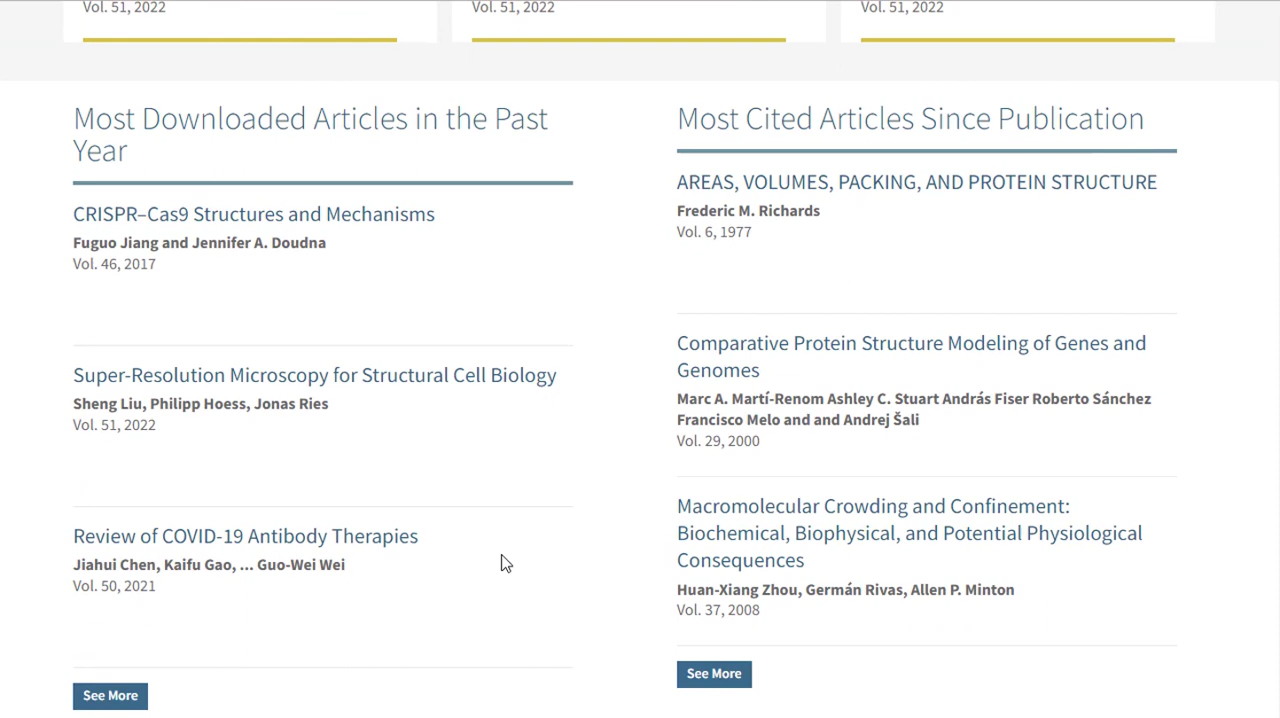 Vol. 51, 2022
Vol. 51, 2022
Vol. 51, 2022
Most Downloaded Articles in the Past
Year
CRISPR–Cas9 Structures and Mechanisms
Fuguo Jiang and Jennifer A. Doudna
Vol. 46, 2017
Super-Resolution Microscopy for Structural Cell Biology
Sheng Liu, Philipp Hoess, Jonas Ries
Vol. 51, 2022
Review of COVID-19 Antibody Therapies
Jiahui Chen, Kaifu Gao, ... Guo-Wei Wei
Vol. 50, 2021
See More
Most Cited Articles Since Publication
AREAS, VOLUMES, PACKING, AND PROTEIN STRUCTURE
Frederic M. Richards
Vol. 6, 1977
Comparative Protein Structure Modeling of Genes and
Genomes
Marc A. Martí-Renom Ashley C. Stuart András Fiser Roberto Sánchez
Francisco Melo and and Andrej Šali
Vol. 29, 2000
Macromolecular Crowding and Confinement:
Biochemical, Biophysical, and Potential Physiological
Consequences
Huan-Xiang Zhou, Germán Rivas, Allen P. Minton
Vol. 37, 2008
See More